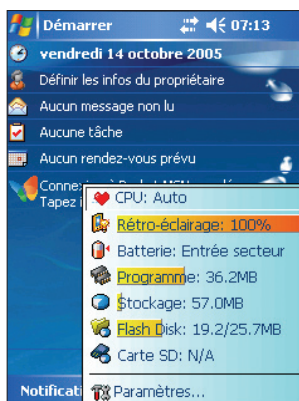 Démarrer 07:13
vendredi 14 octobre 2005
Définir les infos du propriétaire
Aucun message non lu
Aucune tâche
Aucun rendez-vous prévu
Tapez i
CPU: Auto
Rétro-éclairage: 100%
Batterie: Entrée secteur
Programme: 36.2MB
Stockage: 57.0MB
Flash Disk: 19.2/25.7MB
Carte SD: N/A
Notificati
Paramètres...